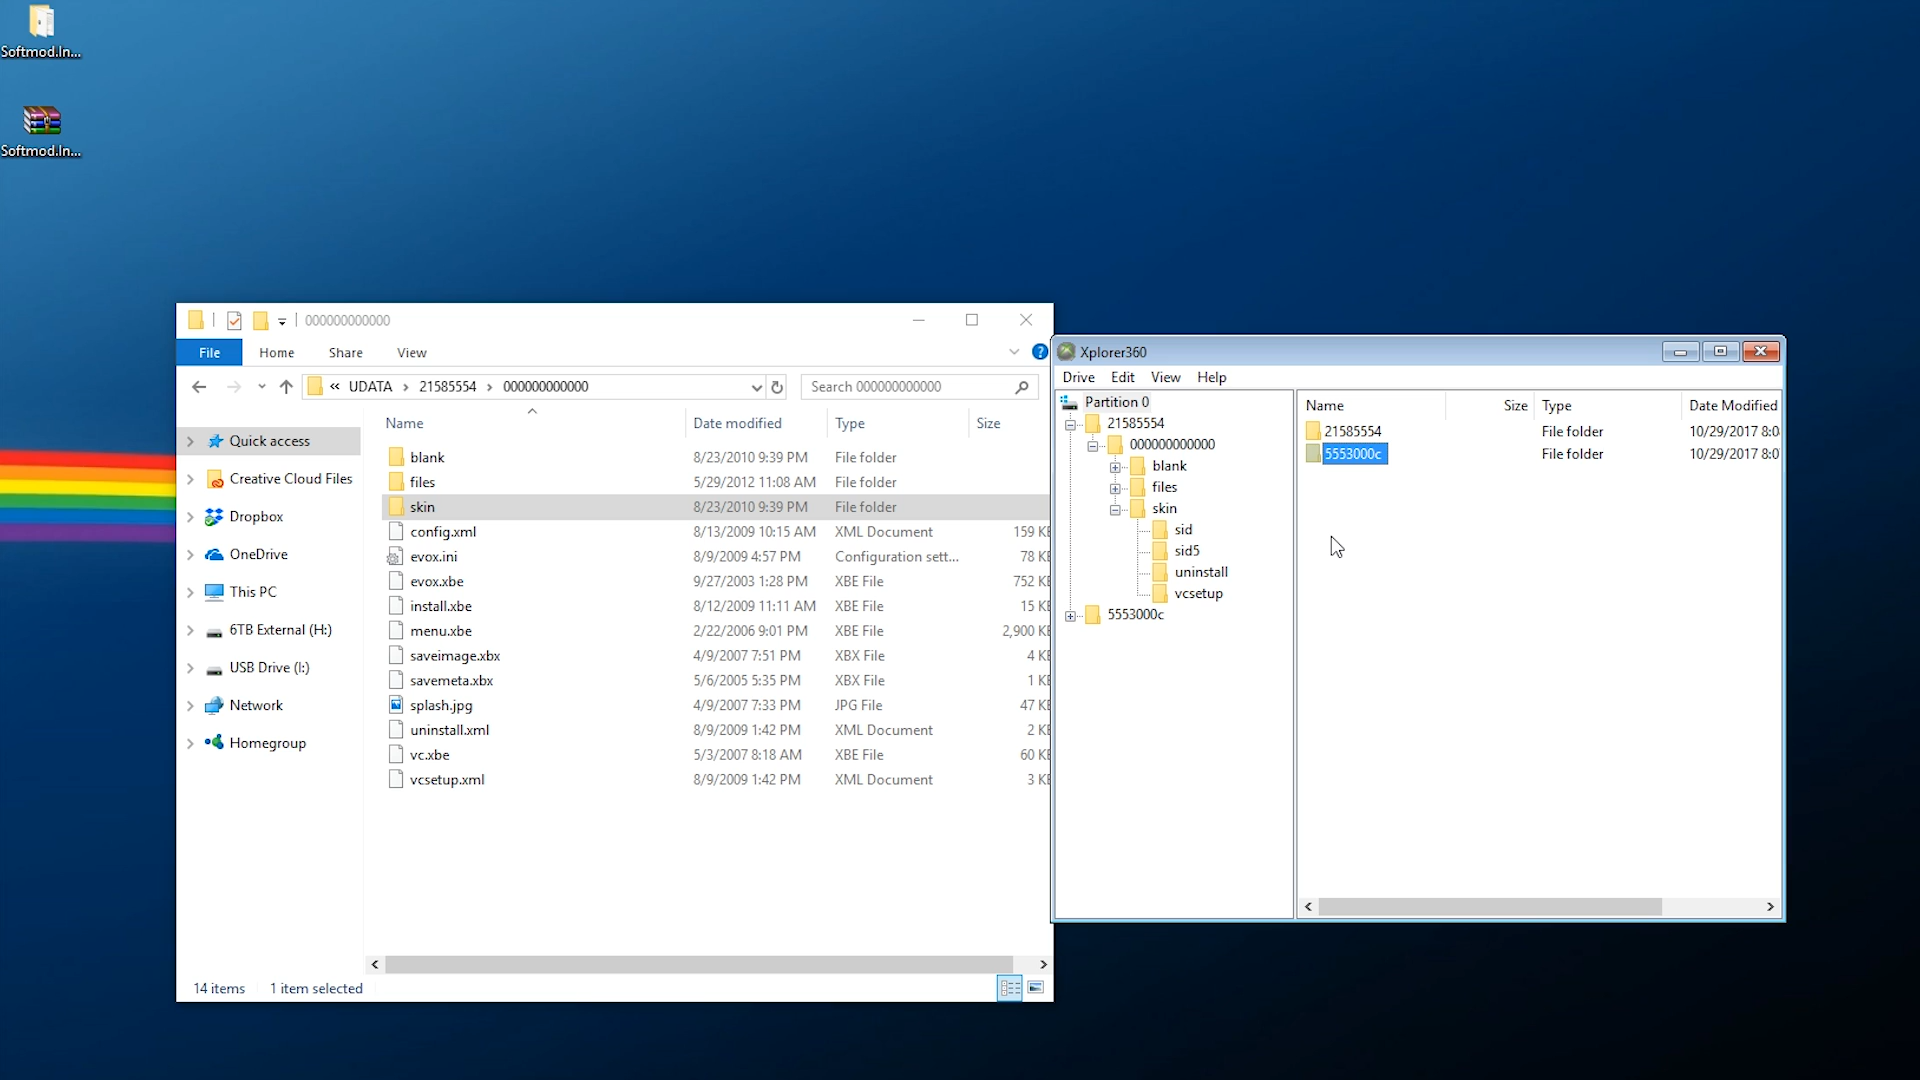 Softmod.In...
Softmod.In...
000000000000
File Home Share View
« UDATA › 21585554 › 000000000000
Search 000000000000
Name Date modified Type Size
Quick access
Creative Cloud Files
Dropbox
OneDrive
This PC
6TB External (H:)
USB Drive (I:)
Network
Homegroup
blank 8/23/2010 9:39 PM File folder
files 5/29/2012 11:08 AM File folder
skin 8/23/2010 9:39 PM File folder
config.xml 8/13/2009 10:15 AM XML Document 159 K
evox.ini 8/9/2009 4:57 PM Configuration sett... 78 K
evox.xbe 9/27/2003 1:28 PM XBE File 752 K
install.xbe 8/12/2009 11:11 AM XBE File 15 K
menu.xbe 2/22/2006 9:01 PM XBE File 2,900 K
saveimage.xbx 4/9/2007 7:51 PM XBX File 4 K
savemeta.xbx 5/6/2005 5:35 PM XBX File 1 K
splash.jpg 4/9/2007 7:33 PM JPG File 47 K
uninstall.xml 8/9/2009 1:42 PM XML Document 2 K
vc.xbe 5/3/2007 8:18 AM XBE File 60 K
vcsetup.xml 8/9/2009 1:42 PM XML Document 3 K
14 items 1 item selected
Xplorer360
Drive Edit View Help
Partition 0
21585554
000000000000
blank
files
skin
sid
sid5
uninstall
vcsetup
5553000c
Name Size Type Date Modified
21585554 File folder 10/29/2017 8:0
5553000c File folder 10/29/2017 8:0